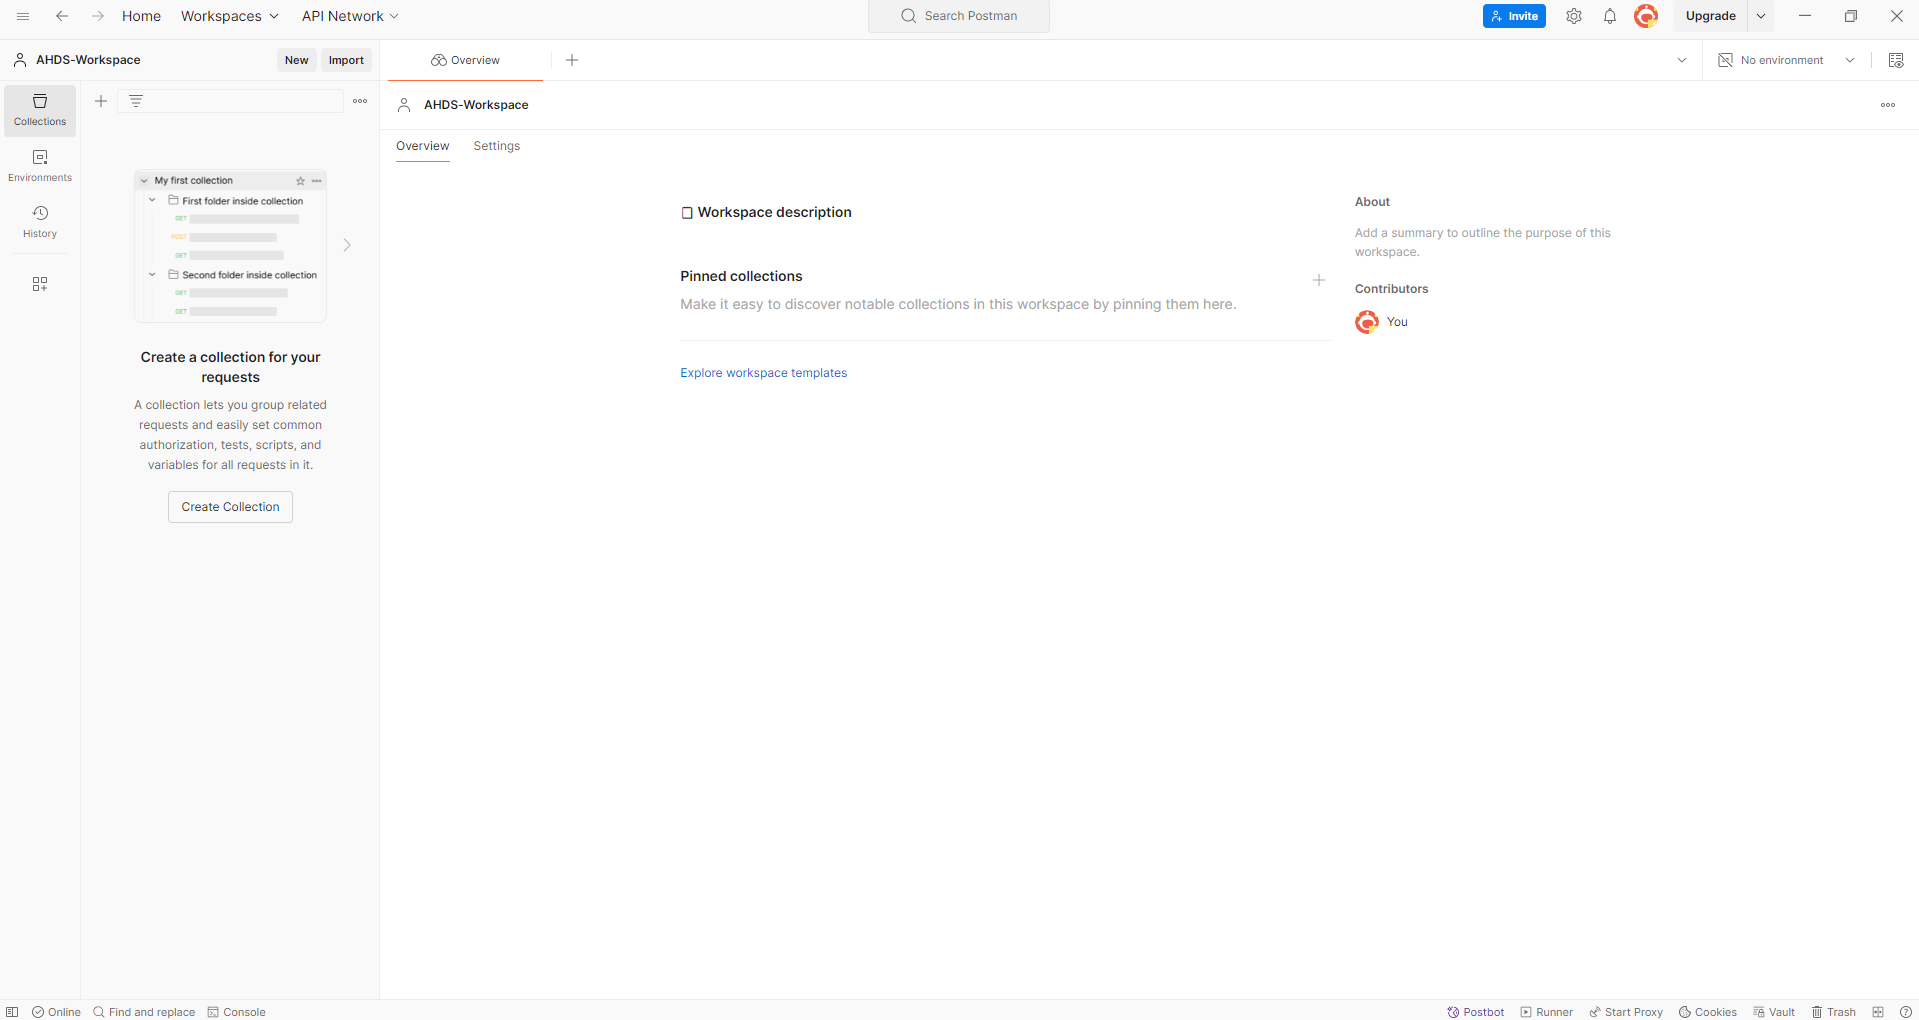 Home Workspaces API Network Search Postman Invite Upgrade
AHDS-Workspace New Import Overview No environment
AHDS-Workspace
Collections
Overview Settings
Environments
My first collection
First folder inside collection
GET
POST
GET
Second folder inside collection
GET
GET
History
Workspace description
Pinned collections
Make it easy to discover notable collections in this workspace by pinning them here.
Explore workspace templates
About
Add a summary to outline the purpose of this
workspace.
Contributors
You
Create a collection for your
requests
A collection lets you group related
requests and easily set common
authorization, tests, scripts, and
variables for all requests in it.
Create Collection
Online Find and replace Console Postbot Runner Start Proxy Cookies Vault Trash